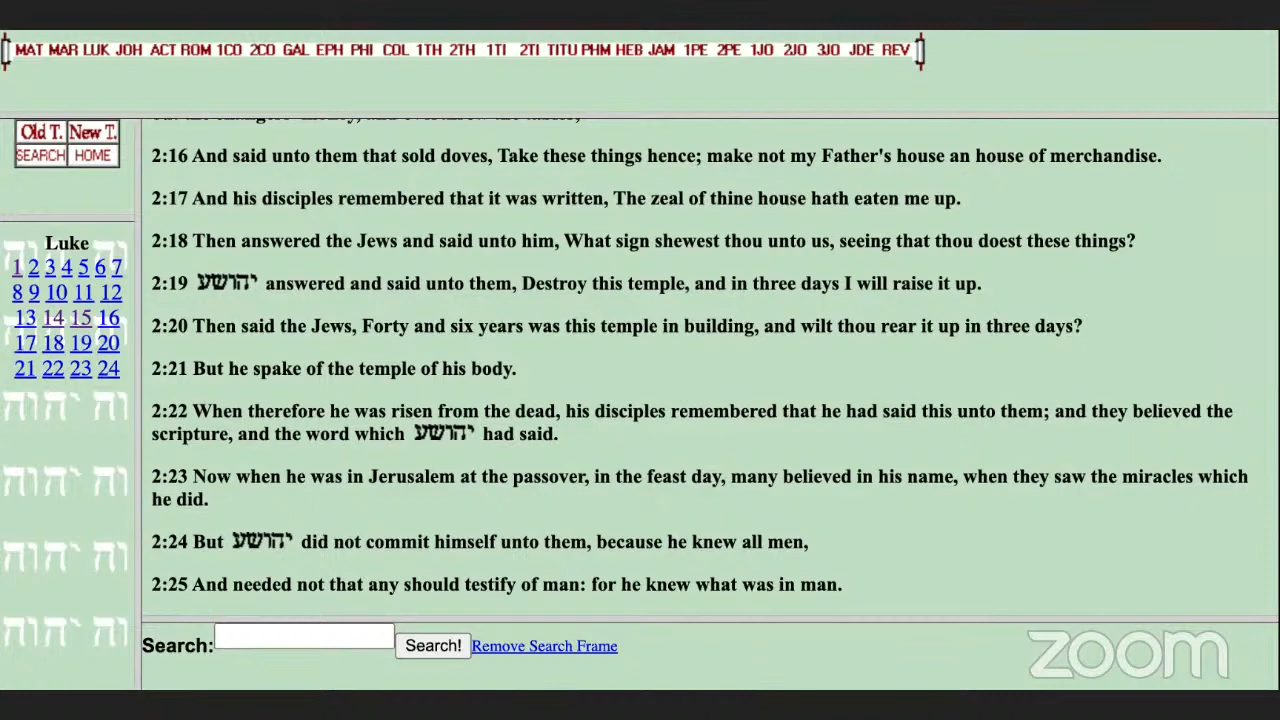 MAT MAR LUK JOH ACT ROM 1CO 2CO GAL EPH PHI COL 1TH 2TH 1TI 2TI TITU PHM HEB JAM 1PE 2PE 1JO 2JO 3JO JDE REV
Old T. New T.
SEARCH HOME
Luke
1 2 3 4 5 6 7
8 9 10 11 12
13 14 15 16
17 18 19 20
21 22 23 24
2:16 And said unto them that sold doves, Take these things hence; make not my Father's house an house of merchandise.
2:17 And his disciples remembered that it was written, The zeal of thine house hath eaten me up.
2:18 Then answered the Jews and said unto him, What sign shewest thou unto us, seeing that thou doest these things?
2:19 יהושע answered and said unto them, Destroy this temple, and in three days I will raise it up.
2:20 Then said the Jews, Forty and six years was this temple in building, and wilt thou rear it up in three days?
2:21 But he spake of the temple of his body.
2:22 When therefore he was risen from the dead, his disciples remembered that he had said this unto them; and they believed the
scripture, and the word which יהושע had said.
2:23 Now when he was in Jerusalem at the passover, in the feast day, many believed in his name, when they saw the miracles which
he did.
2:24 But יהושע did not commit himself unto them, because he knew all men,
2:25 And needed not that any should testify of man: for he knew what was in man.
Search: Search! Remove Search Frame
zoom